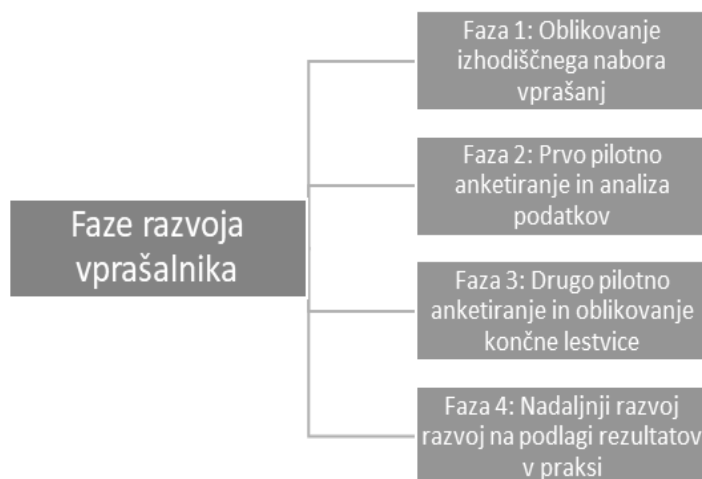 Faze razvoja
vprašalnika
Faza 1: Oblikovanje
izhodiščnega nabora
vprašanj
Faza 2: Prvo pilotno
anketiranje in analiza
podatkov
Faza 3: Drugo pilotno
anketiranje in oblikovanje
končne lestvice
Faza 4: Nadaljnji razvoj
razvoj na podlagi rezultatov
v praksi